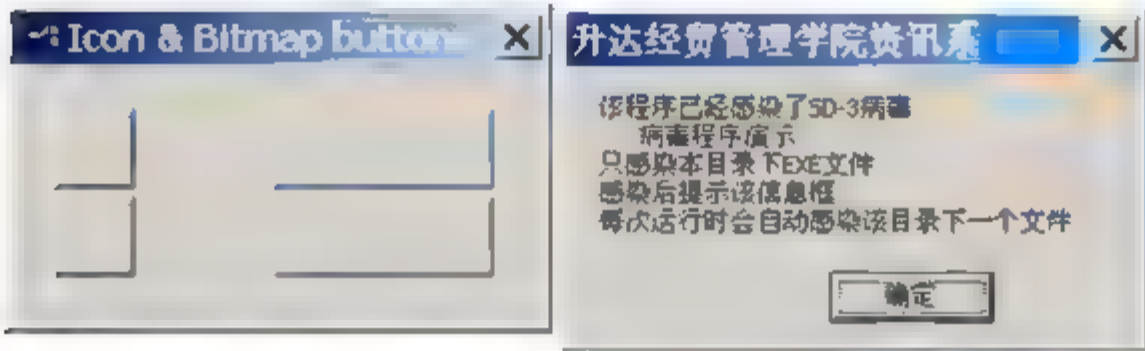 Icon & Bitmap button
升达经贸管理学院资讯系
该程序已经感染了SD-3病毒
病毒程序演示
只感染本目录下EXE文件
感染后提示该信息框
每次运行时会自动感染该目录下一个文件
确定